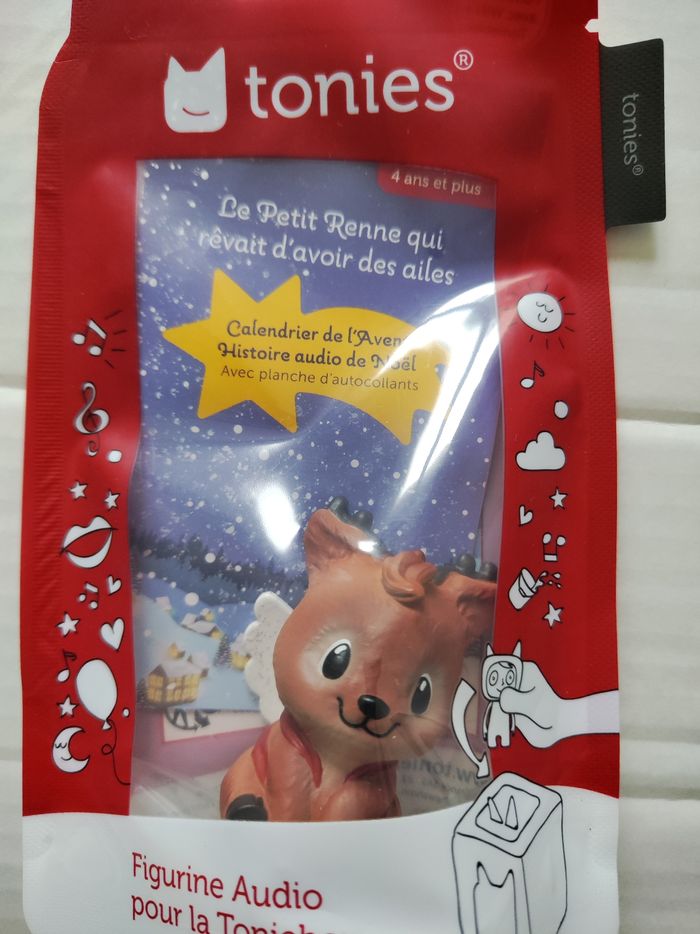 tonies®
tonies®
4 ans et plus
Le Petit Renne qui
rêvait d'avoir des ailes
Calendrier de l'Aven
Histoire audio de Noël
Avec planche d'autocollants
Figurine Audio
pour la